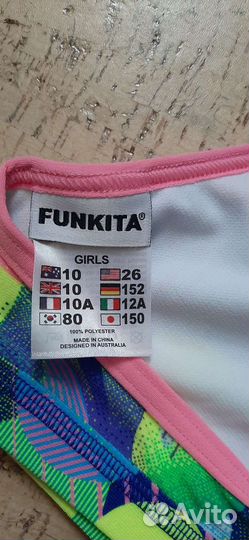 FUNKITA®
GIRLS
10 26
10 152
10A 12A
80 150
100% POLYESTER
MADE IN CHINA
DESIGNED IN AUSTRALIA
Avito